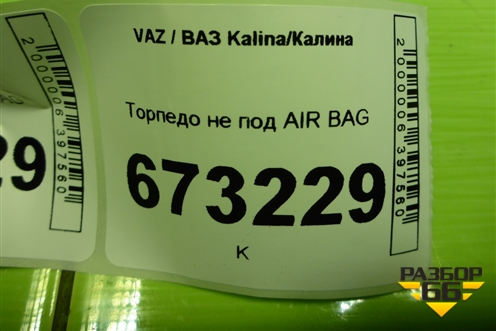 VAZ / ВАЗ Kalina/Калина
Торпедо не под AIR BAG
673229
K
2000006397560
2000006397560
29
РАЗБОР
66